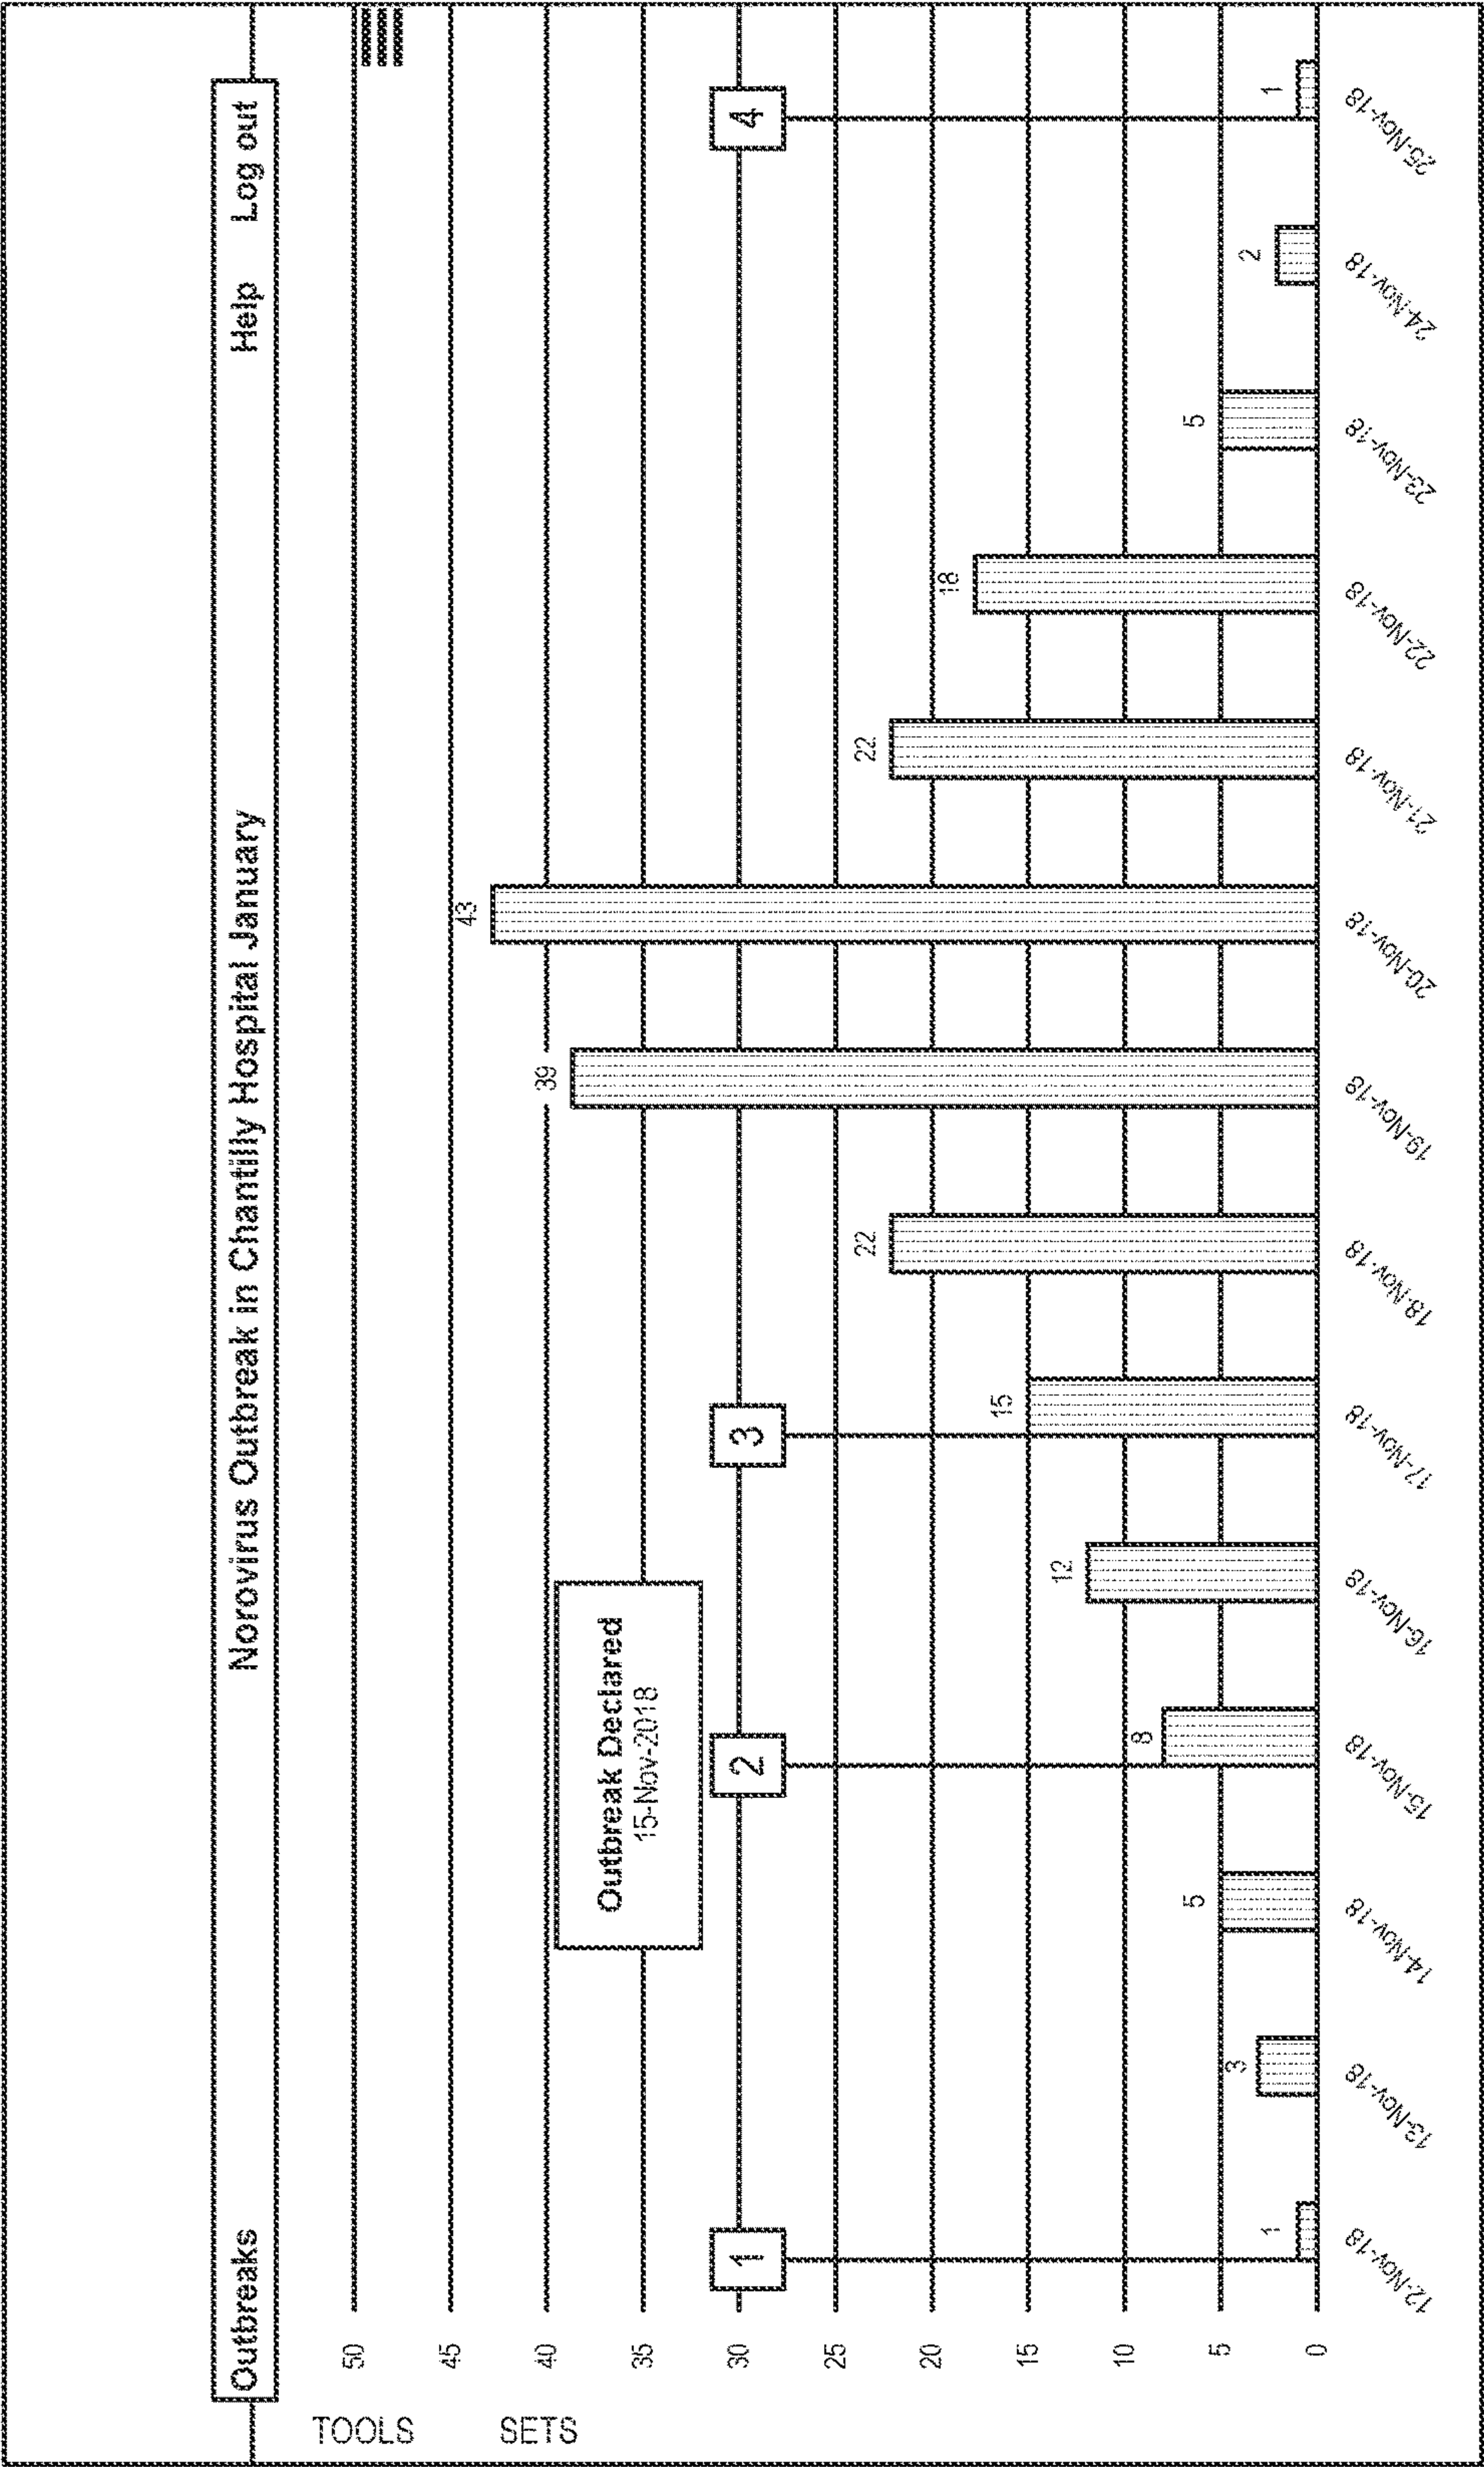 Outbreaks Norovirus Outbreak in Chantilly Hospital January Help Log out
TOOLS
SETS
50
45
40
35
30
25
20
15
10
5
0
Outbreak Declared
15-Nov-2018
1
2
3
4
1
3
5
8
12
15
22
39
43
22
18
5
2
1
12-Nov-18
13-Nov-18
14-Nov-18
15-Nov-18
16-Nov-18
17-Nov-18
18-Nov-18
19-Nov-18
20-Nov-18
21-Nov-18
22-Nov-18
23-Nov-18
24-Nov-18
25-Nov-18